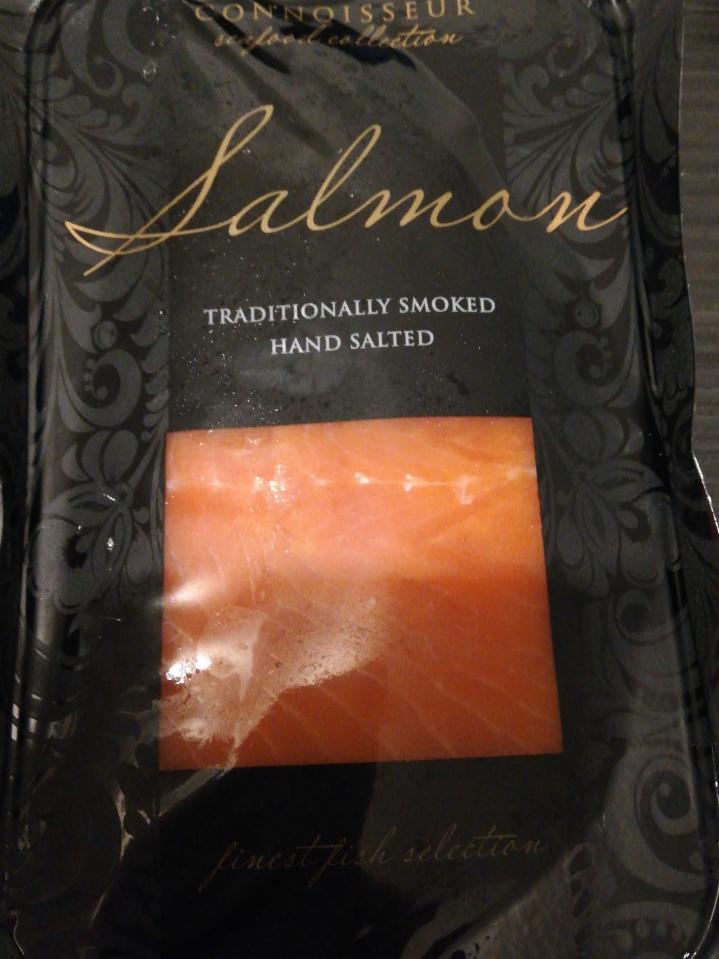 CONNOISSEUR
seafood collection
Salmon
TRADITIONALLY SMOKED
HAND SALTED
finest fish selection